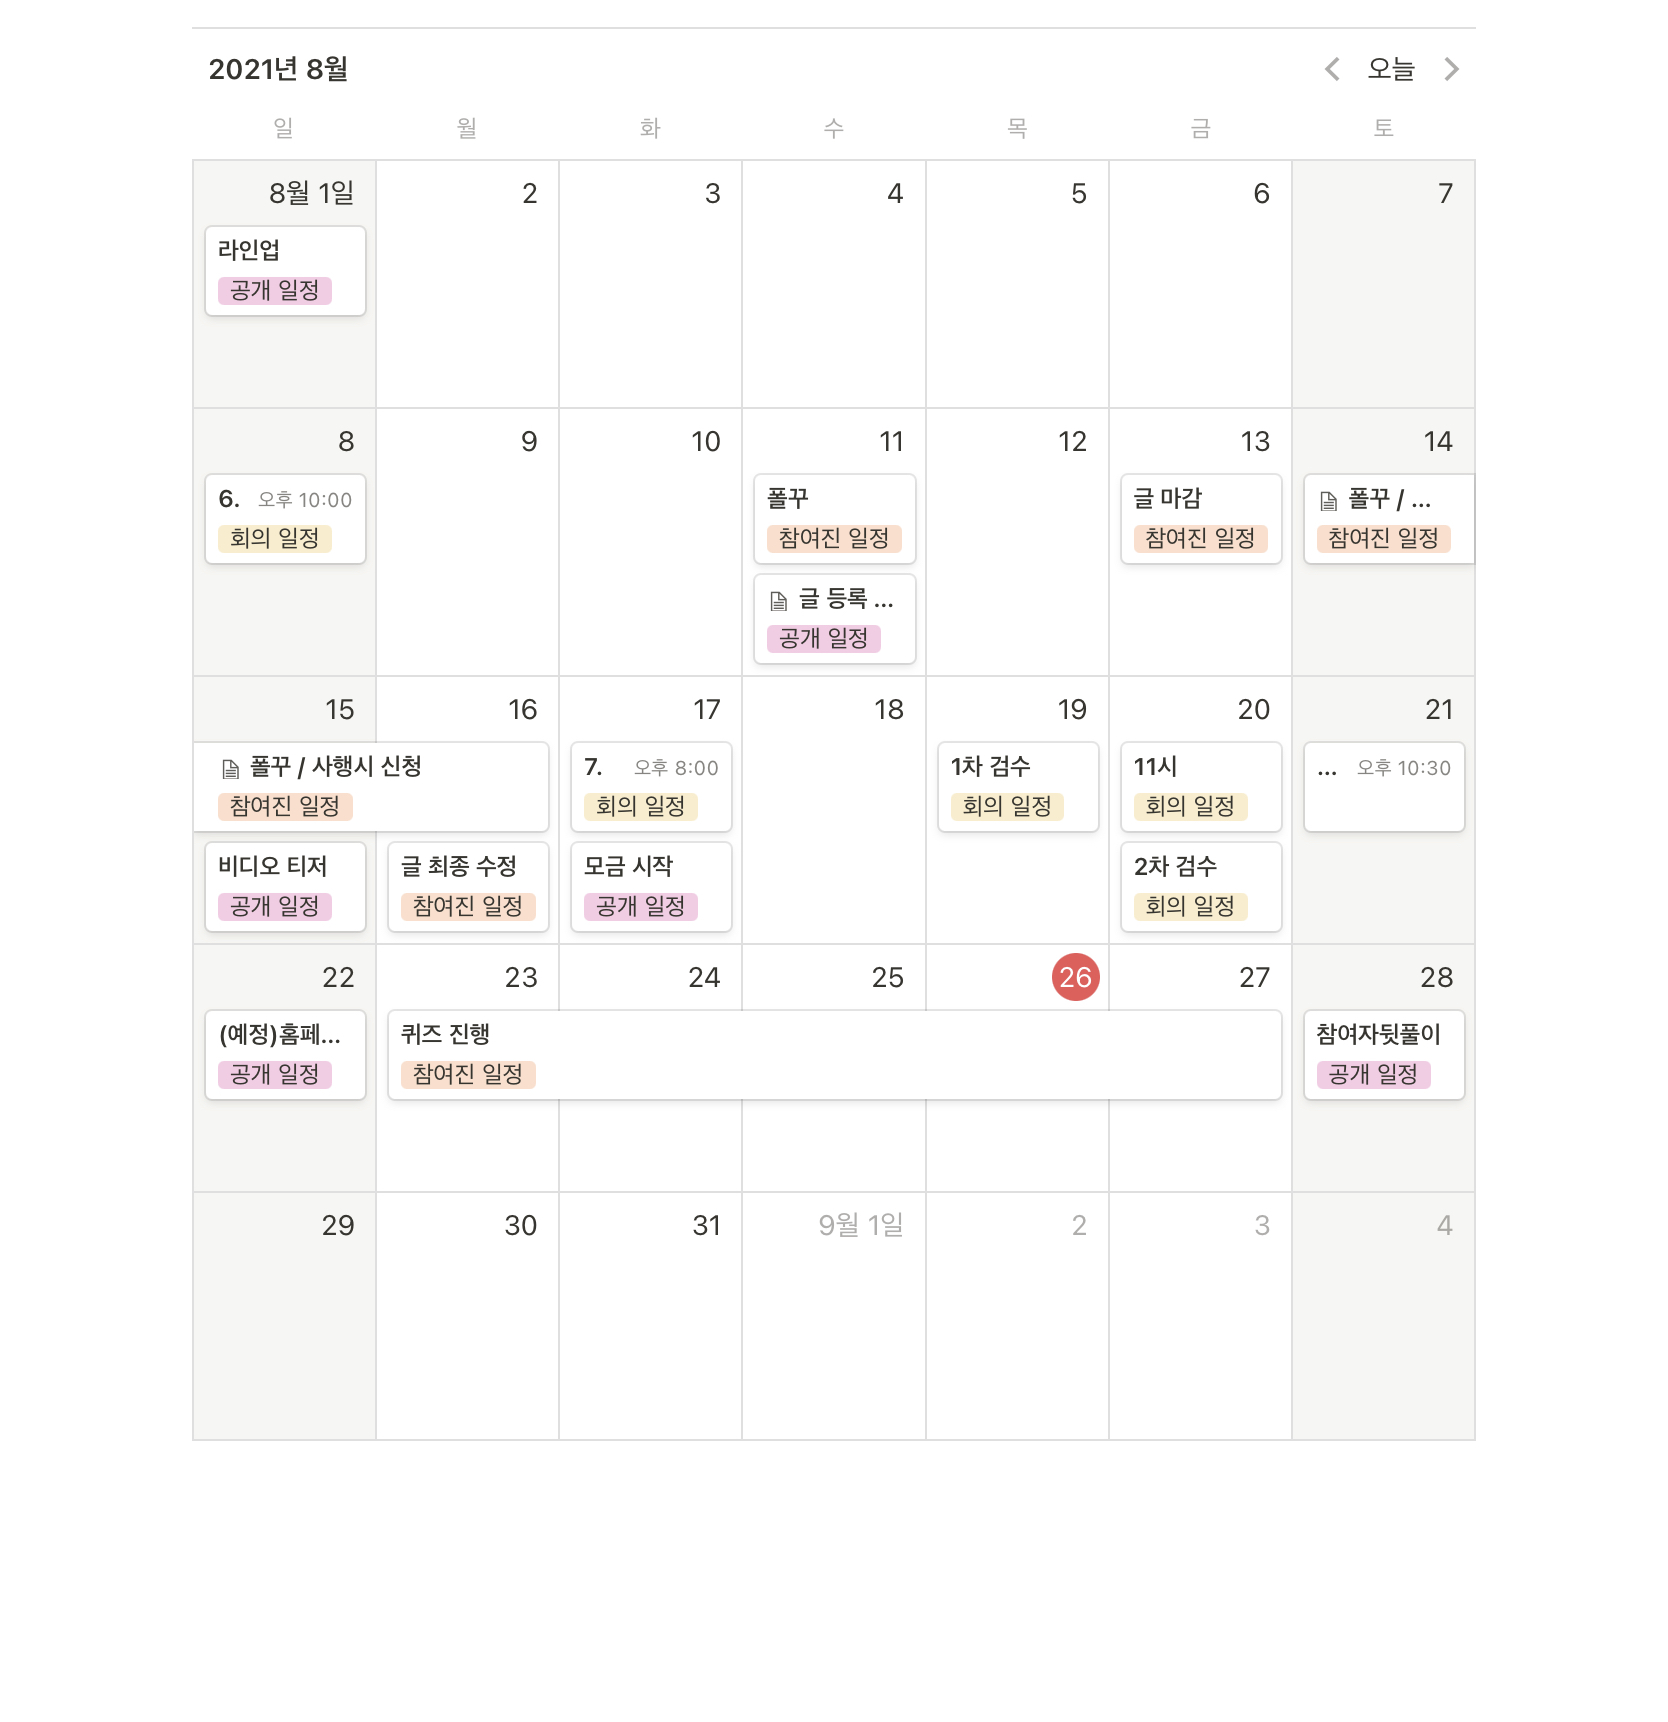 2021년 8월
오늘
일 월 화 수 목 금 토
8월 1일 2 3 4 5 6 7
라인업
공개 일정
8 9 10 11 12 13 14
6. 오후 10:00
회의 일정
폴꾸
참여진 일정
글 등록 ...
공개 일정
글 마감
참여진 일정
폴꾸 / ...
참여진 일정
15 16 17 18 19 20 21
폴꾸 / 사행시 신청
참여진 일정
비디오 티저
공개 일정
글 최종 수정
참여진 일정
7. 오후 8:00
회의 일정
모금 시작
공개 일정
1차 검수
회의 일정
11시
회의 일정
2차 검수
회의 일정
... 오후 10:30
22 23 24 25 26 27 28
(예정)홈페...
공개 일정
퀴즈 진행
참여진 일정
참여자뒷풀이
공개 일정
29 30 31 9월 1일 2 3 4